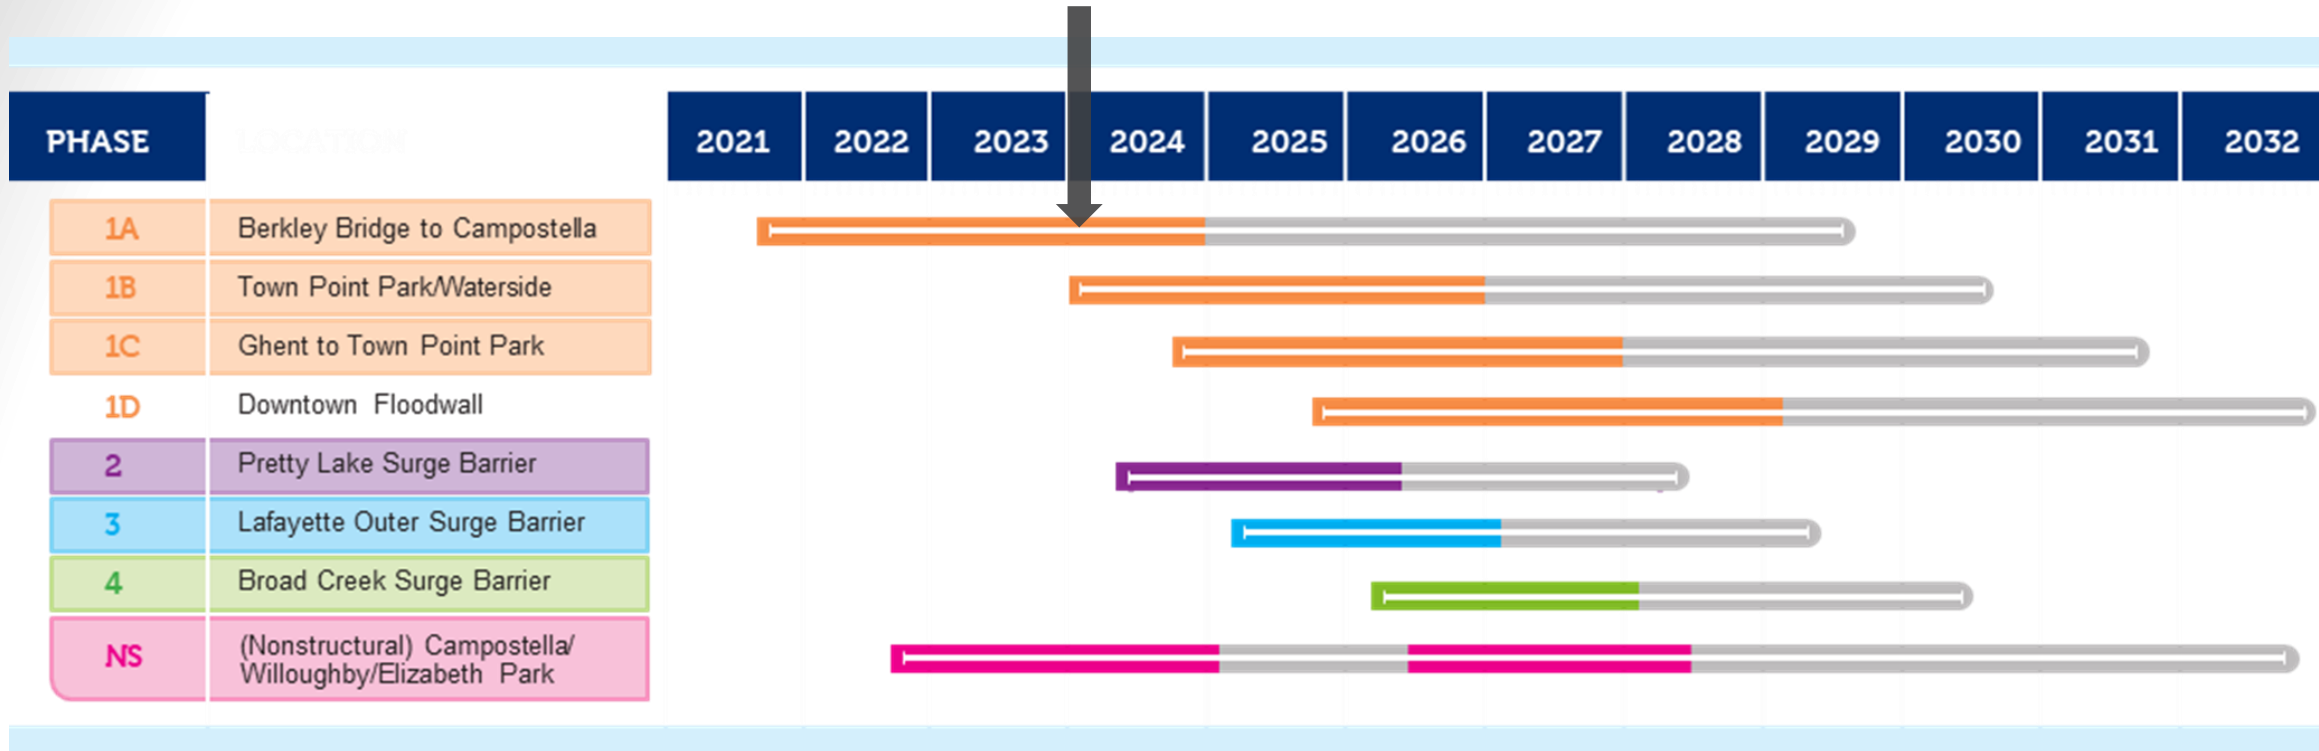 PHASE LOCATION 2021 2022 2023 2024 2025 2026 2027 2028 2029 2030 2031 2032
1A Berkley Bridge to Campostella
1B Town Point Park/Waterside
1C Ghent to Town Point Park
1D Downtown Floodwall
2 Pretty Lake Surge Barrier
3 Lafayette Outer Surge Barrier
4 Broad Creek Surge Barrier
NS (Nonstructural) Campostella/
Willoughby/Elizabeth Park